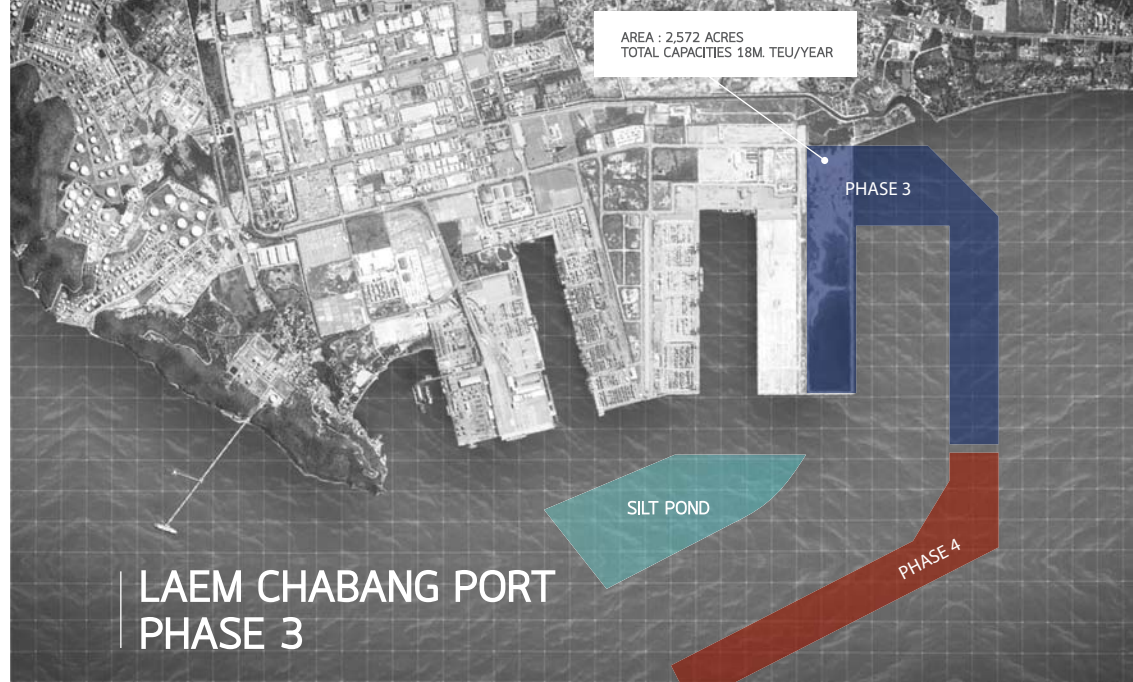 AREA : 2,572 ACRES
TOTAL CAPACITIES 18M. TEU/YEAR
PHASE 3
SILT POND
PHASE 4
LAEM CHABANG PORT
PHASE 3